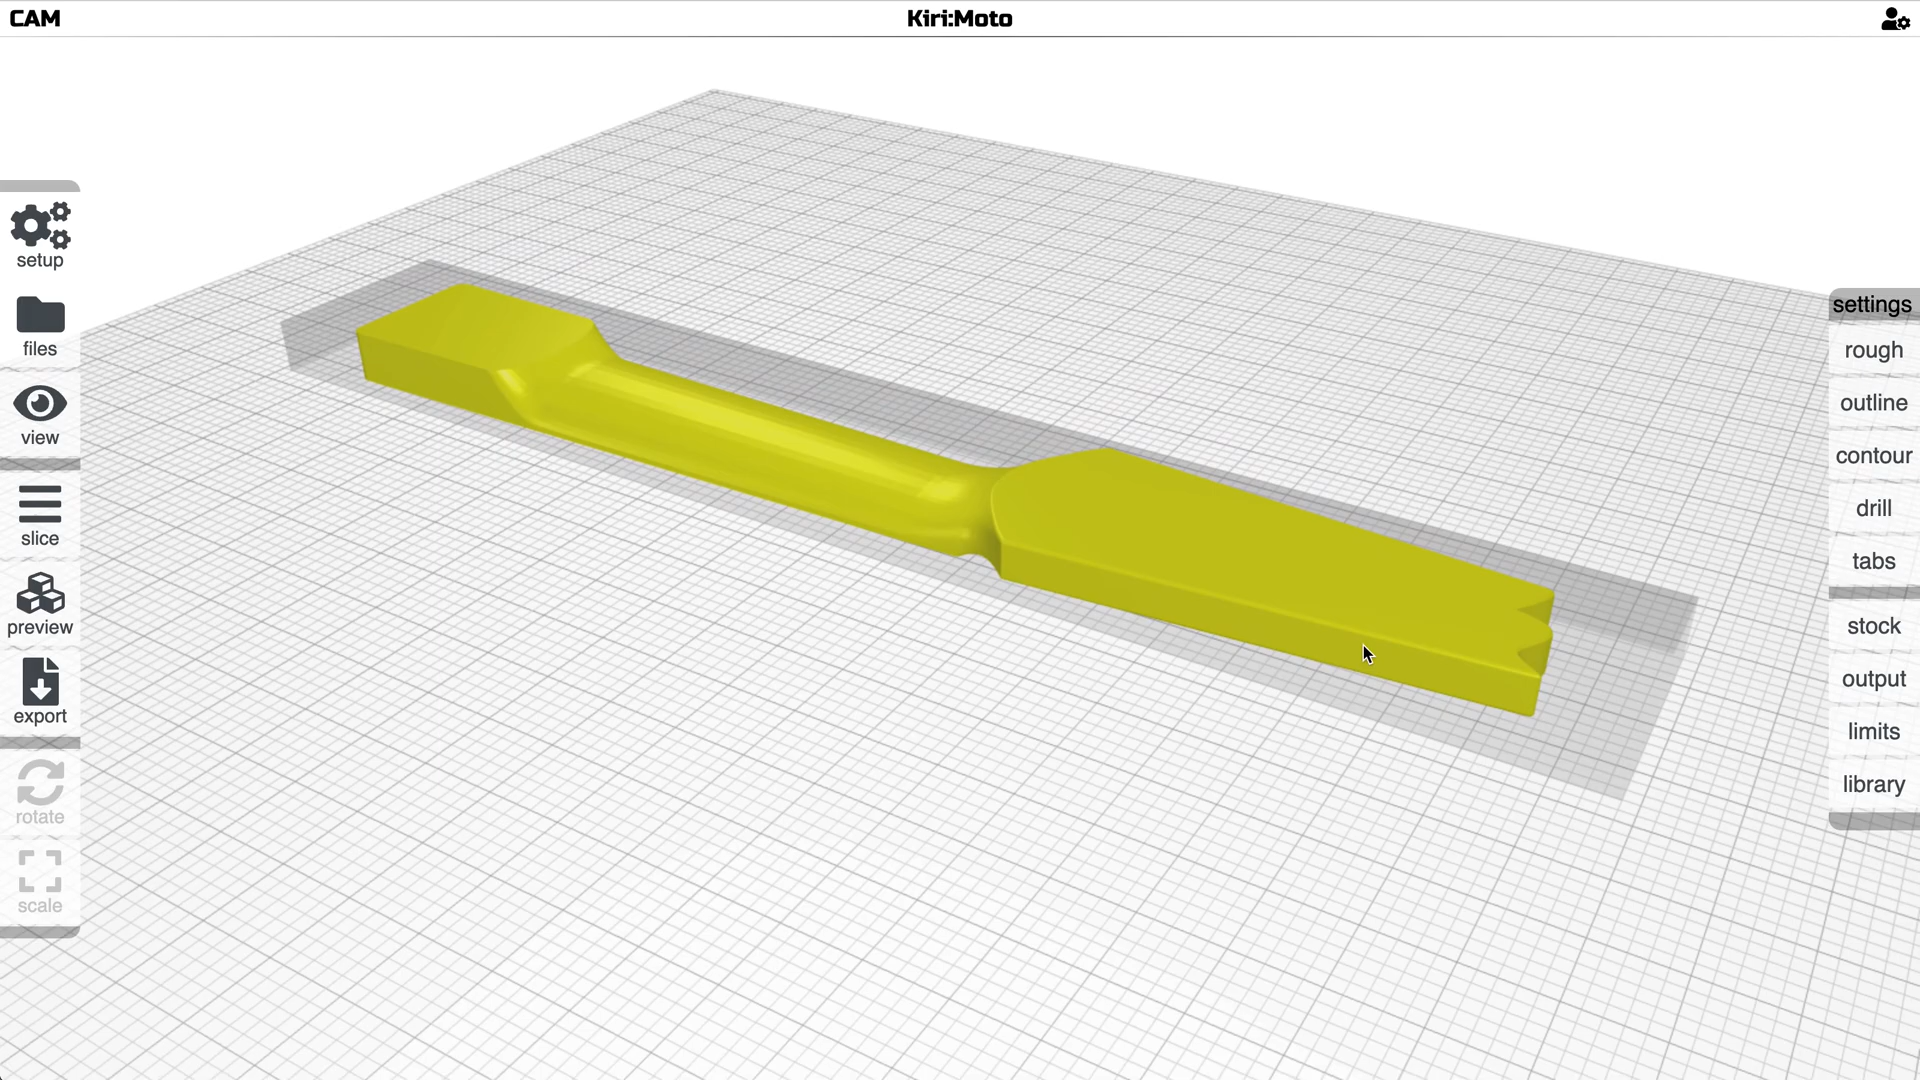 CAM
Kiri:Moto
setup
files
view
slice
preview
export
rotate
scale
settings
rough
outline
contour
drill
tabs
stock
output
limits
library